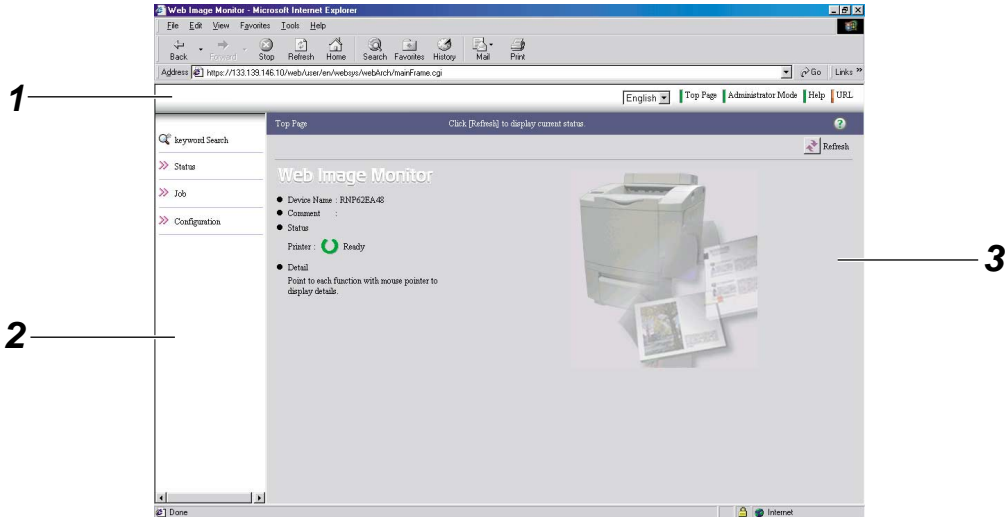 Web Image Monitor - Microsoft Internet Explorer
File Edit View Favorites Tools Help
Back Forward Stop Refresh Home Search Favorites History Mail Print
Address https://133.139.146.10/web/user/en/websys/webArch/mainFrame.cgi Go Links »
1
English Top Page Administrator Mode Help URL
Top Page Click [Refresh] to display current status. ?
keyword Search
Refresh
Status
Web Image Monitor
Job
Device Name : RNP62EA48
Comment :
Configuration
Status
Printer : Ready
3
Detail
Point to each function with mouse pointer to
display details.
2
Done Internet